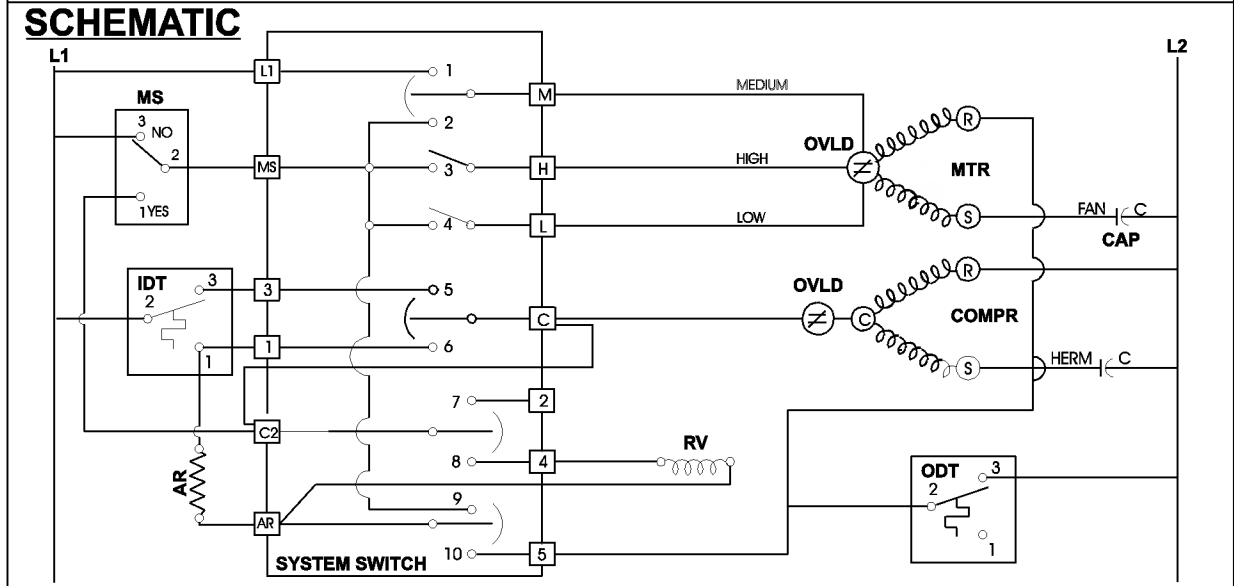 SCHEMATIC
L1
L2
L1
1
MS
M
MEDIUM
3
NO
2
R
2
OVLD
MS
3
H
HIGH
MTR
1 YES
4
L
LOW
S
FAN
C
CAP
IDT
3
3
5
OVLD
R
2
C
C
COMPR
1
1
6
S
HERM
C
7
2
C2
RV
8
4
AR
ODT
3
9
2
AR
10
5
1
SYSTEM SWITCH